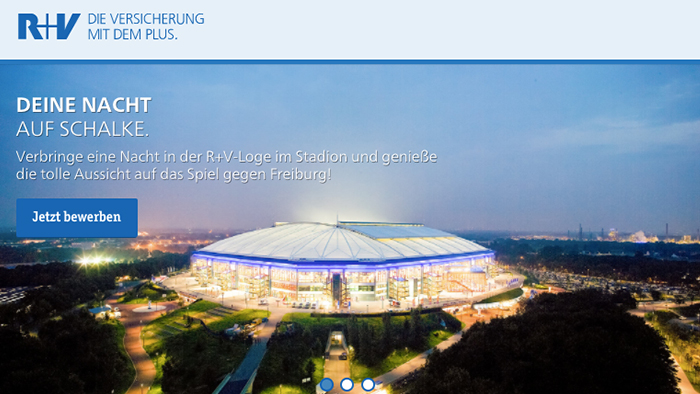 R+V DIE VERSICHERUNG
MIT DEM PLUS.
DEINE NACHT
AUF SCHALKE.
Verbringe eine Nacht in der R+V-Loge im Stadion und genieße
die tolle Aussicht auf das Spiel gegen Freiburg!
Jetzt bewerben